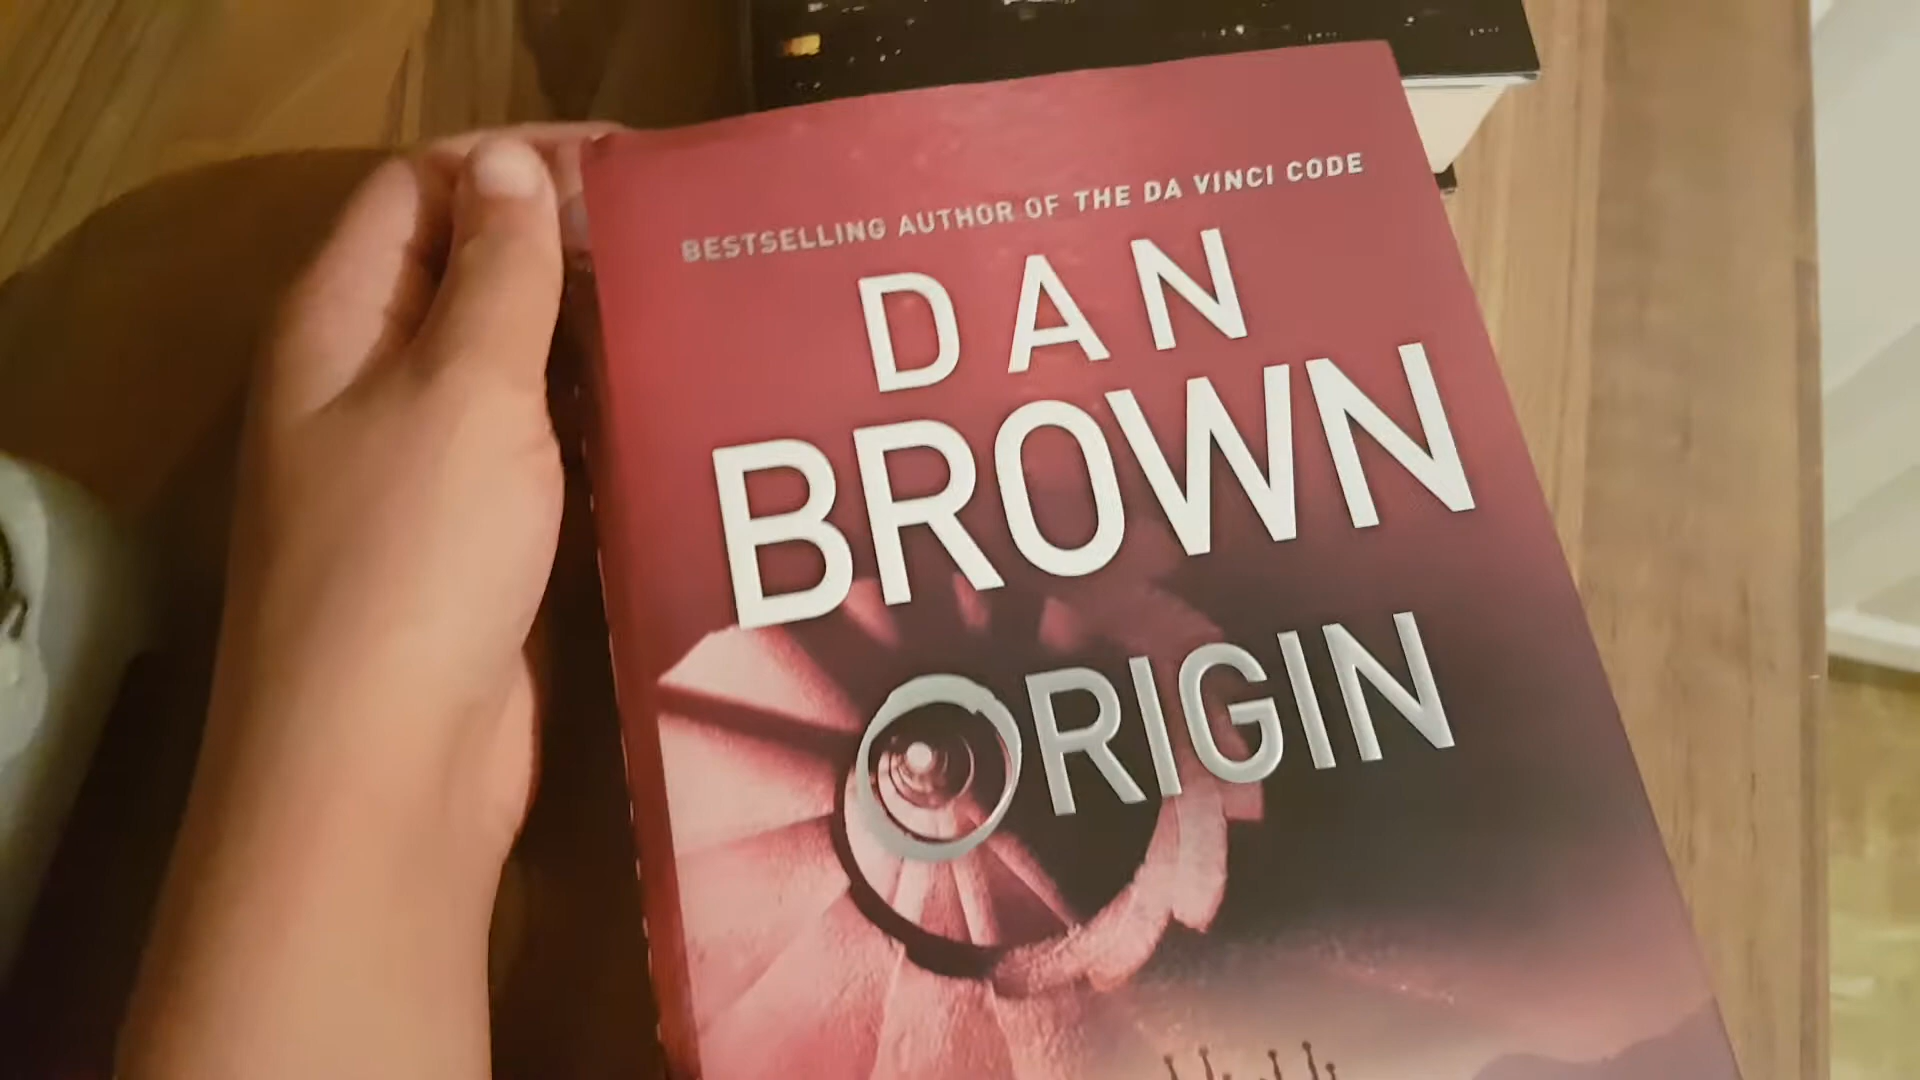 BESTSELLING AUTHOR OF THE DA VINCI CODE
DAN
BROWN
ORIGIN